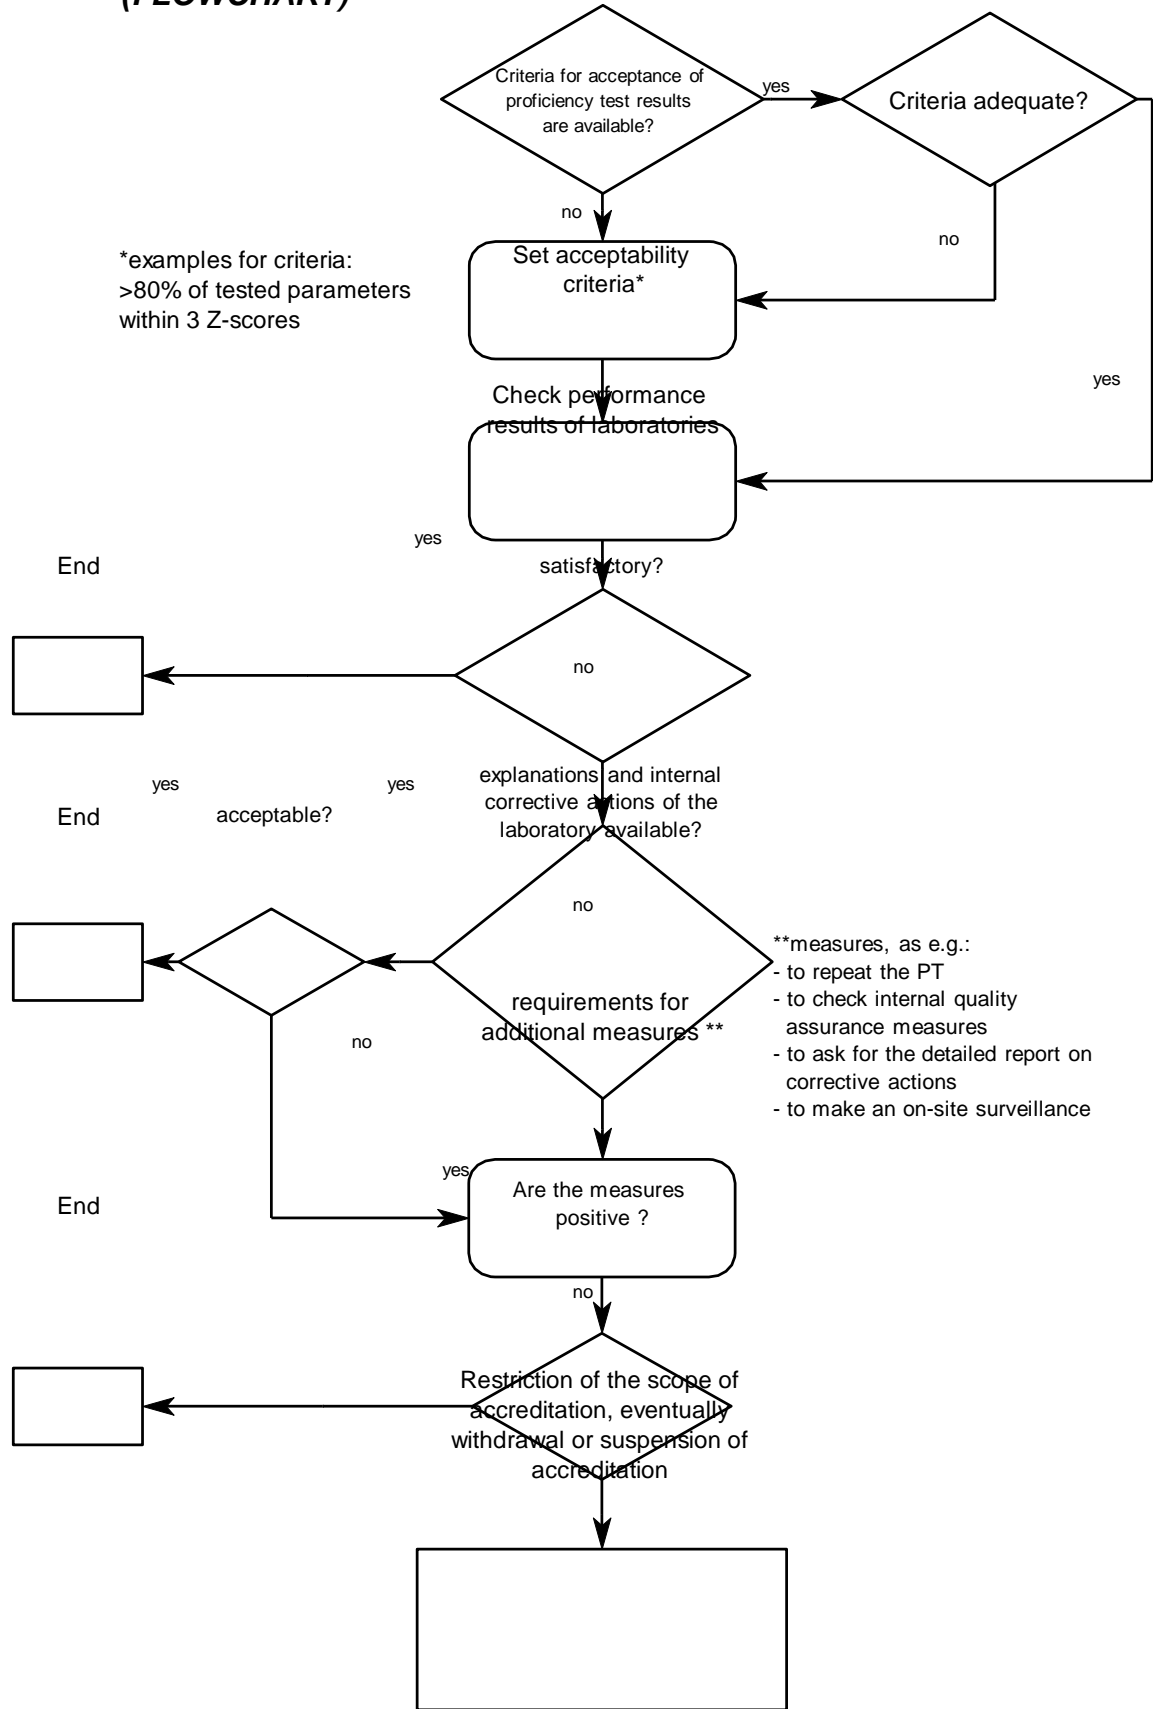 (FLOWCHART)
Criteria for acceptance of
proficiency test results
are available?
yes
Criteria adequate?
no
no
*examples for criteria:
>80% of tested parameters
within 3 Z-scores
Set acceptability
criteria*
yes
Check performance
results of laboratories
yes
End
satisfactory?
no
yes
yes
End
acceptable?
explanations and internal
corrective actions of the
laboratory available?
no
**measures, as e.g.:
- to repeat the PT
- to check internal quality
assurance measures
- to ask for the detailed report on
corrective actions
- to make an on-site surveillance
requirements for
additional measures **
no
yes
End
Are the measures
positive ?
no
Restriction of the scope of
accreditation, eventually
withdrawal or suspension of
accreditation